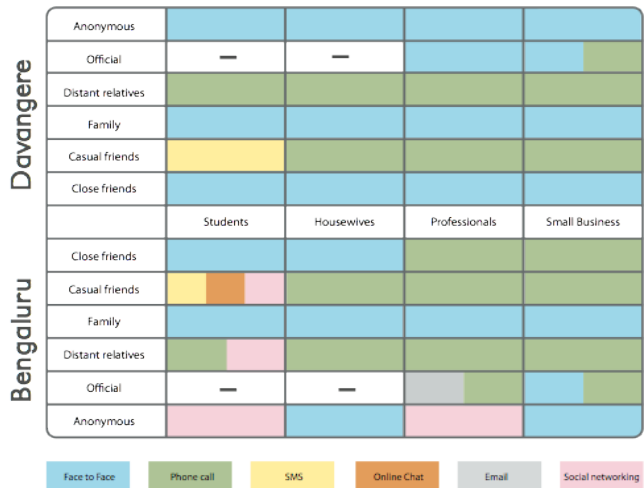 Davangere
Anonymous
Official — —
Distant relatives
Family
Casual friends
Close friends
Students Housewives Professionals Small Business
Bengaluru
Close friends
Casual friends
Family
Distant relatives
Official — —
Anonymous
Face to Face Phone call SMS Online Chat Email Social networking